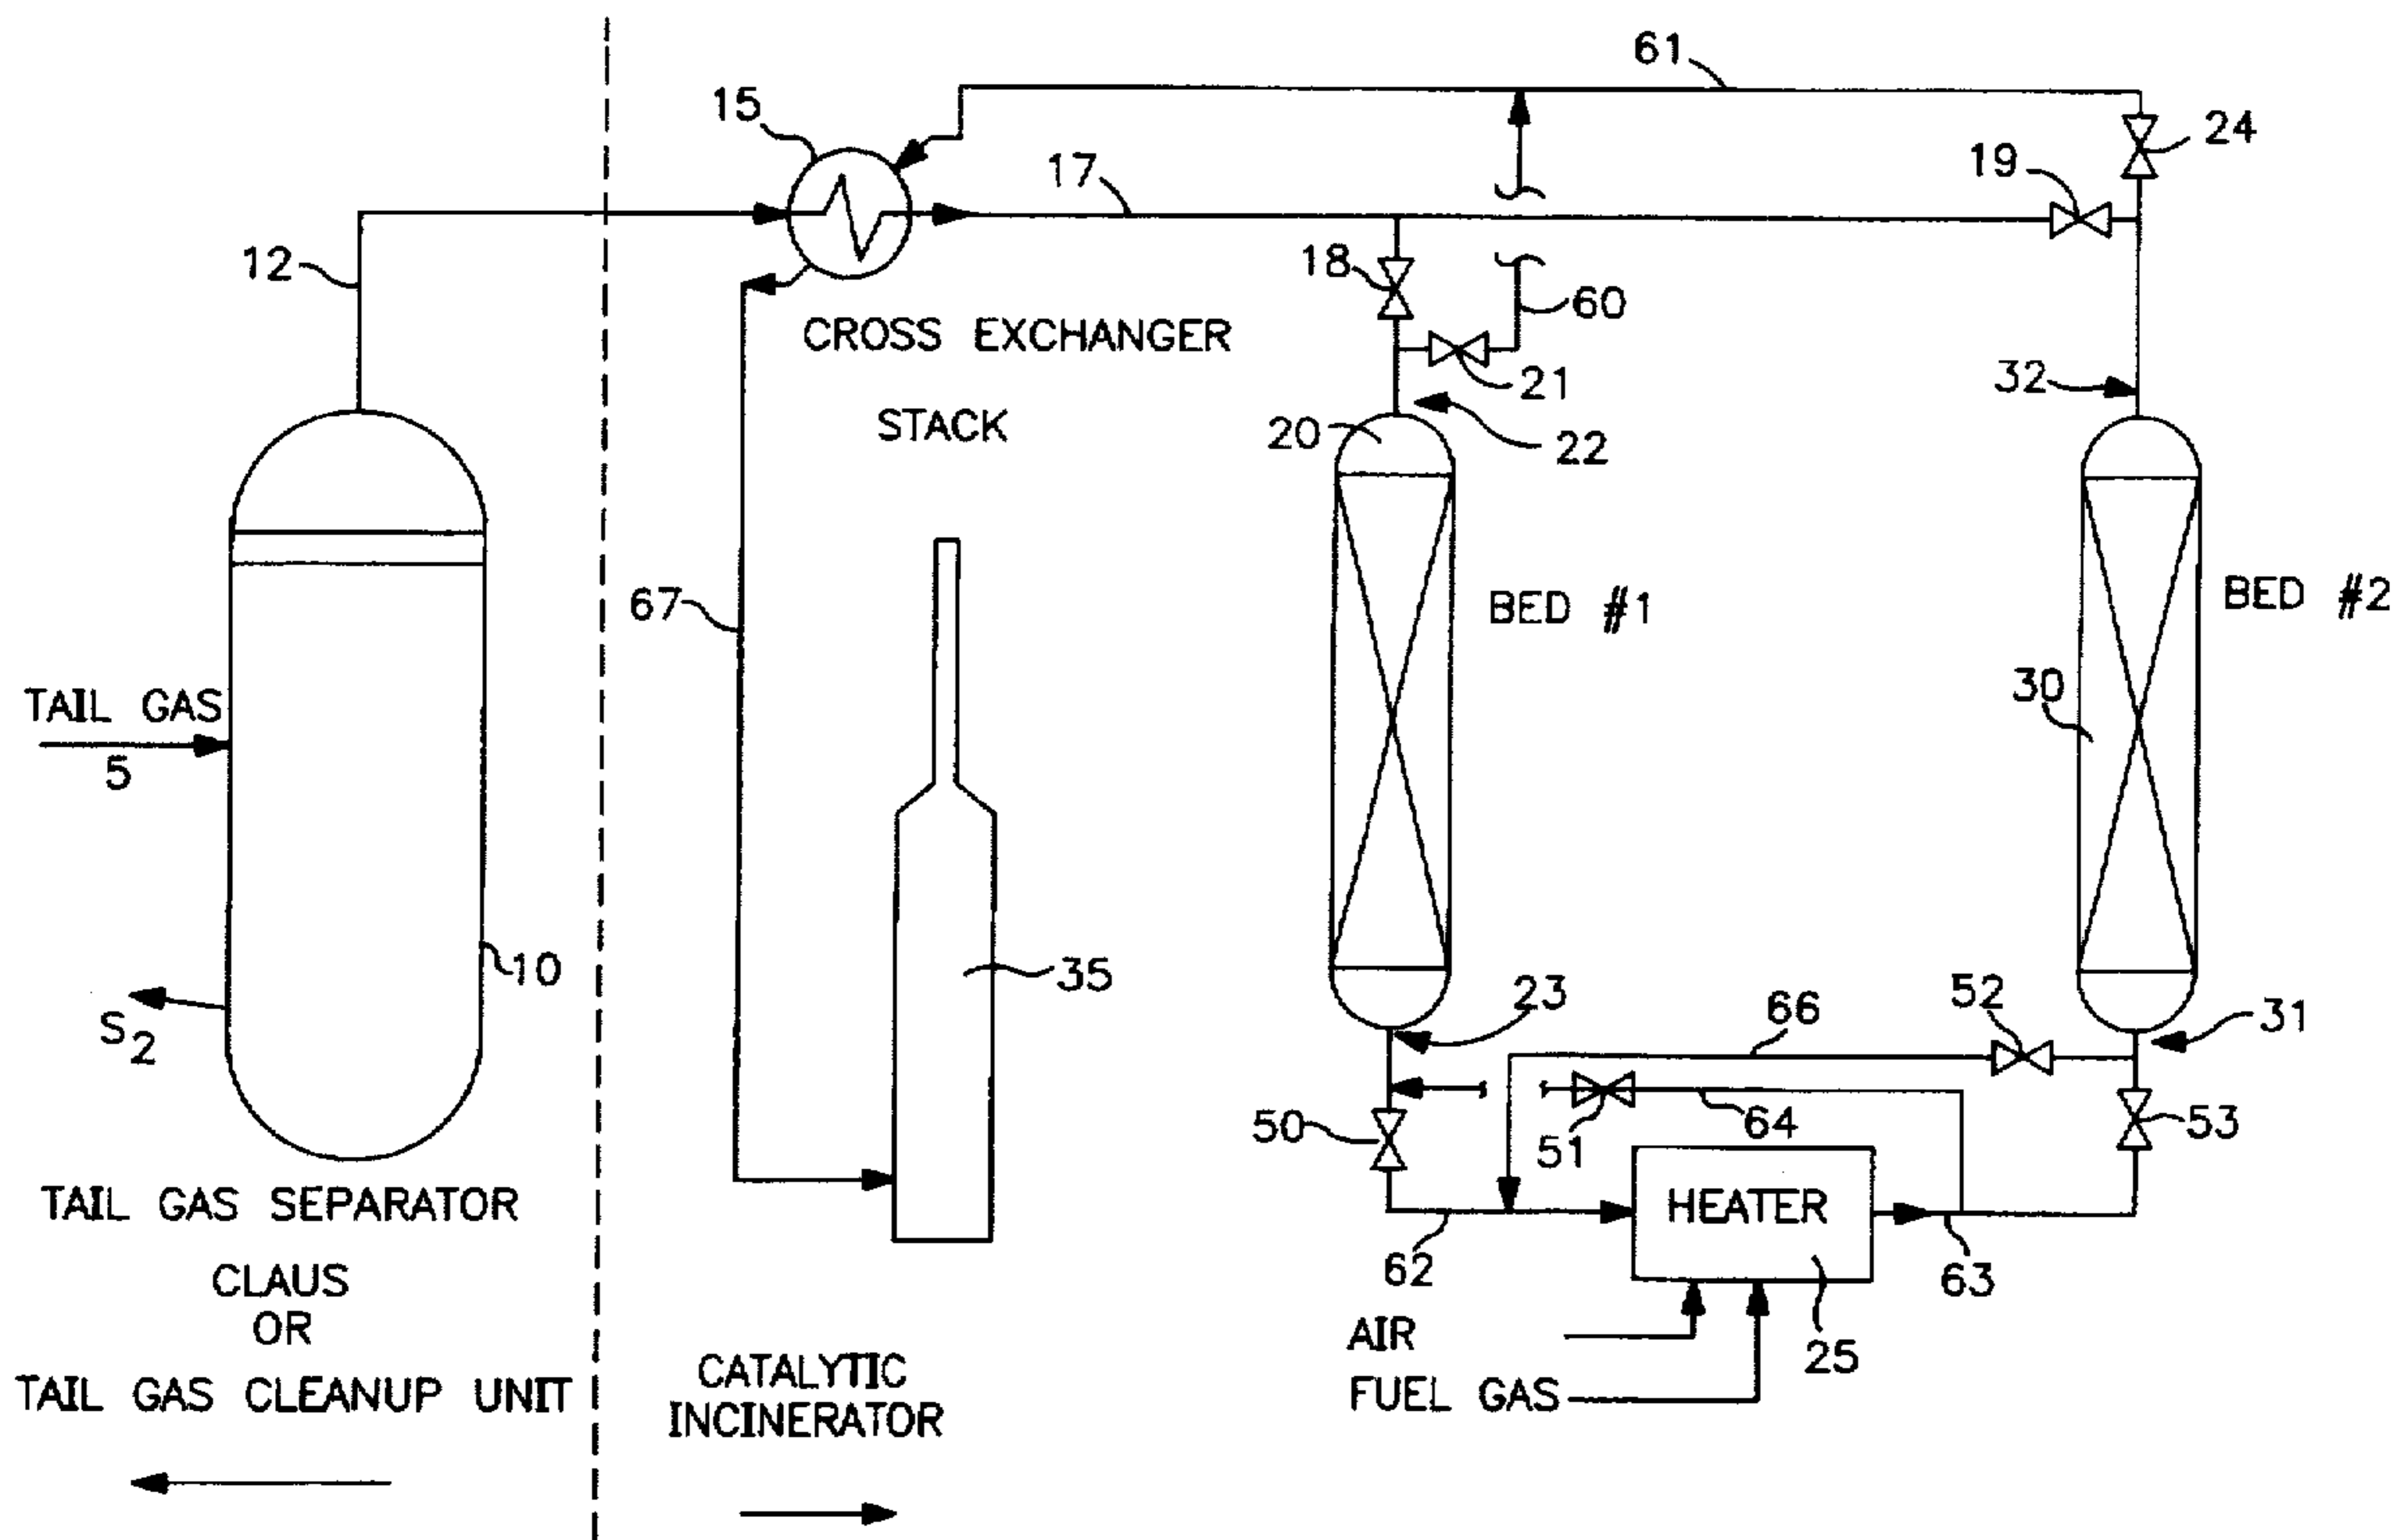 61
15
24
19
17
12
18
60
CROSS EXCHANGER
21
32
STACK
20
22
67
BED #1
BED #2
30
TAIL GAS
5
10
35
23
52
31
S2
66
50
51
64
53
TAIL GAS SEPARATOR
HEATER
62
63
CLAUS
OR
AIR
25
CATALYTIC
INCINERATOR
TAIL GAS CLEANUP UNIT
FUEL GAS